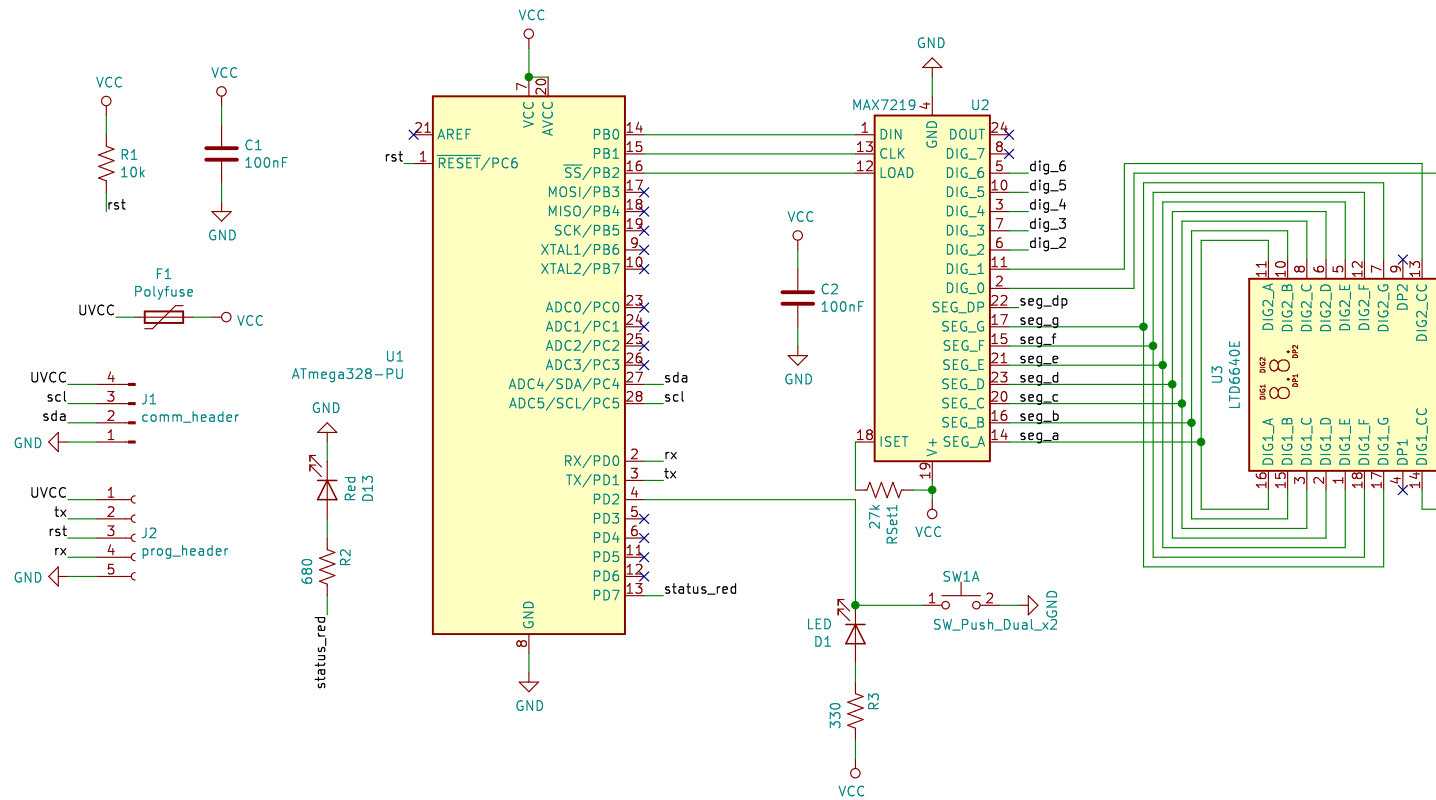 VCC
R1
10k
rst
VCC
C1
100nF
GND
F1
Polyfuse
UVCC
VCC
UVCC 4
scl 3
sda 2
GND 1
J1
comm_header
UVCC 1
tx 2
rst 3
rx 4
GND 5
J2
prog_header
GND
Red
D13
R2
680
status_red
VCC
7
20
VCC
AVCC
21 AREF
rst 1 RESET/PC6
U1
ATmega328-PU
PB0 14
PB1 15
SS/PB2 16
MOSI/PB3 17
MISO/PB4 18
SCK/PB5 19
XTAL1/PB6 9
XTAL2/PB7 10
ADC0/PC0 23
ADC1/PC1 24
ADC2/PC2 25
ADC3/PC3 26
ADC4/SDA/PC4 27 sda
ADC5/SCL/PC5 28 scl
RX/PD0 2 rx
TX/PD1 3 tx
PD2 4
PD3 5
PD4 6
PD5 11
PD6 12
PD7 13 status_red
GND
8
GND
VCC
C2
100nF
GND
GND
MAX7219
4
U2
GND
1 DIN
13 CLK
12 LOAD
18 ISET
DOUT 24
DIG_7 8
DIG_6 5 dig_6
DIG_5 10 dig_5
DIG_4 3 dig_4
DIG_3 7 dig_3
DIG_2 6 dig_2
DIG_1 11
DIG_0 2
SEG_DP 22 seg_dp
SEG_G 17 seg_g
SEG_F 15 seg_f
SEG_E 21 seg_e
SEG_D 23 seg_d
SEG_C 20 seg_c
SEG_B 16 seg_b
SEG_A 14 seg_a
V+
19
27k
RSet1
VCC
LED
D1
SW1A
1 2
GND
SW_Push_Dual_x2
330
R3
VCC
U3
LTD6640E
11 DIG2_A
10 DIG2_B
8 DIG2_C
6 DIG2_D
5 DIG2_E
12 DIG2_F
7 DIG2_G
9 DP2
13 DIG2_CC
DIG2
DP2
DIG1
DP1
DIG1_A 16
DIG1_B 15
DIG1_C 3
DIG1_D 2
DIG1_E 1
DIG1_F 18
DIG1_G 17
DP1 4
DIG1_CC 14